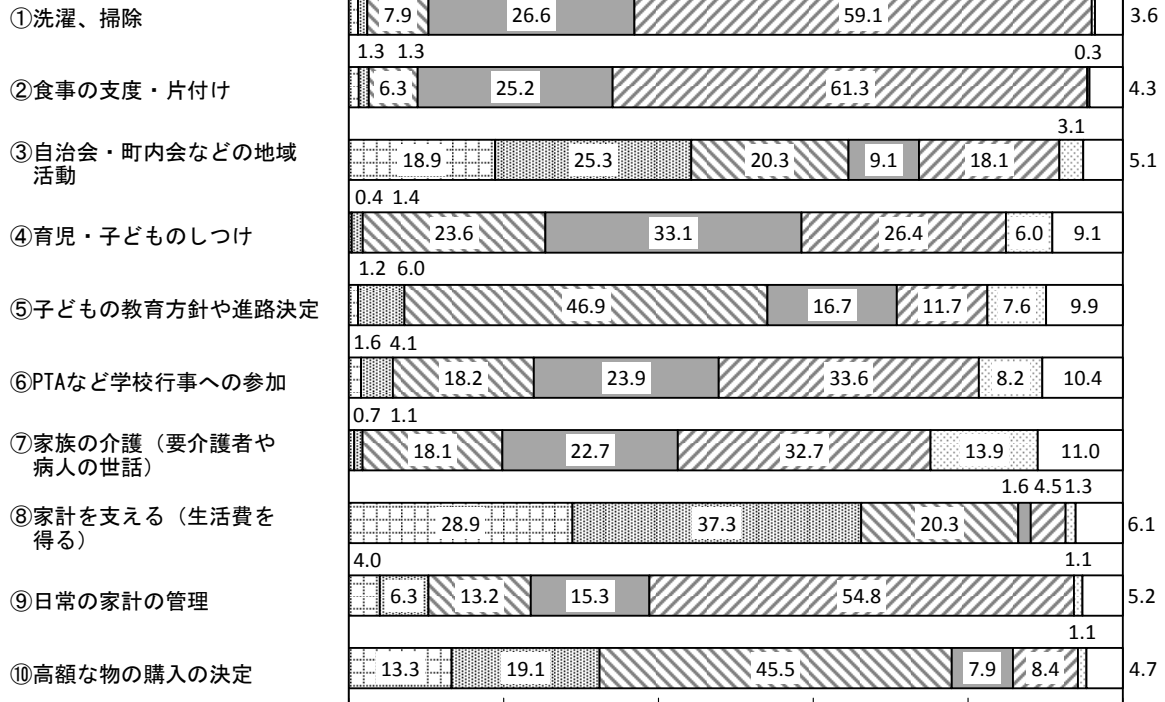 ①洗濯、掃除
7.9 26.6 59.1 3.6
1.3 1.3 0.3
②食事の支度・片付け
6.3 25.2 61.3 4.3
3.1
③自治会・町内会などの地域
活動
18.9 25.3 20.3 9.1 18.1 5.1
0.4 1.4
④育児・子どものしつけ
23.6 33.1 26.4 6.0 9.1
1.2 6.0
⑤子どもの教育方針や進路決定
46.9 16.7 11.7 7.6 9.9
1.6 4.1
⑥PTAなど学校行事への参加
18.2 23.9 33.6 8.2 10.4
0.7 1.1
⑦家族の介護（要介護者や
病人の世話）
18.1 22.7 32.7 13.9 11.0
1.6 4.5 1.3
⑧家計を支える（生活費を
得る）
28.9 37.3 20.3 6.1
4.0 1.1
⑨日常の家計の管理
6.3 13.2 15.3 54.8 5.2
1.1
⑩高額な物の購入の決定
13.3 19.1 45.5 7.9 8.4 4.7